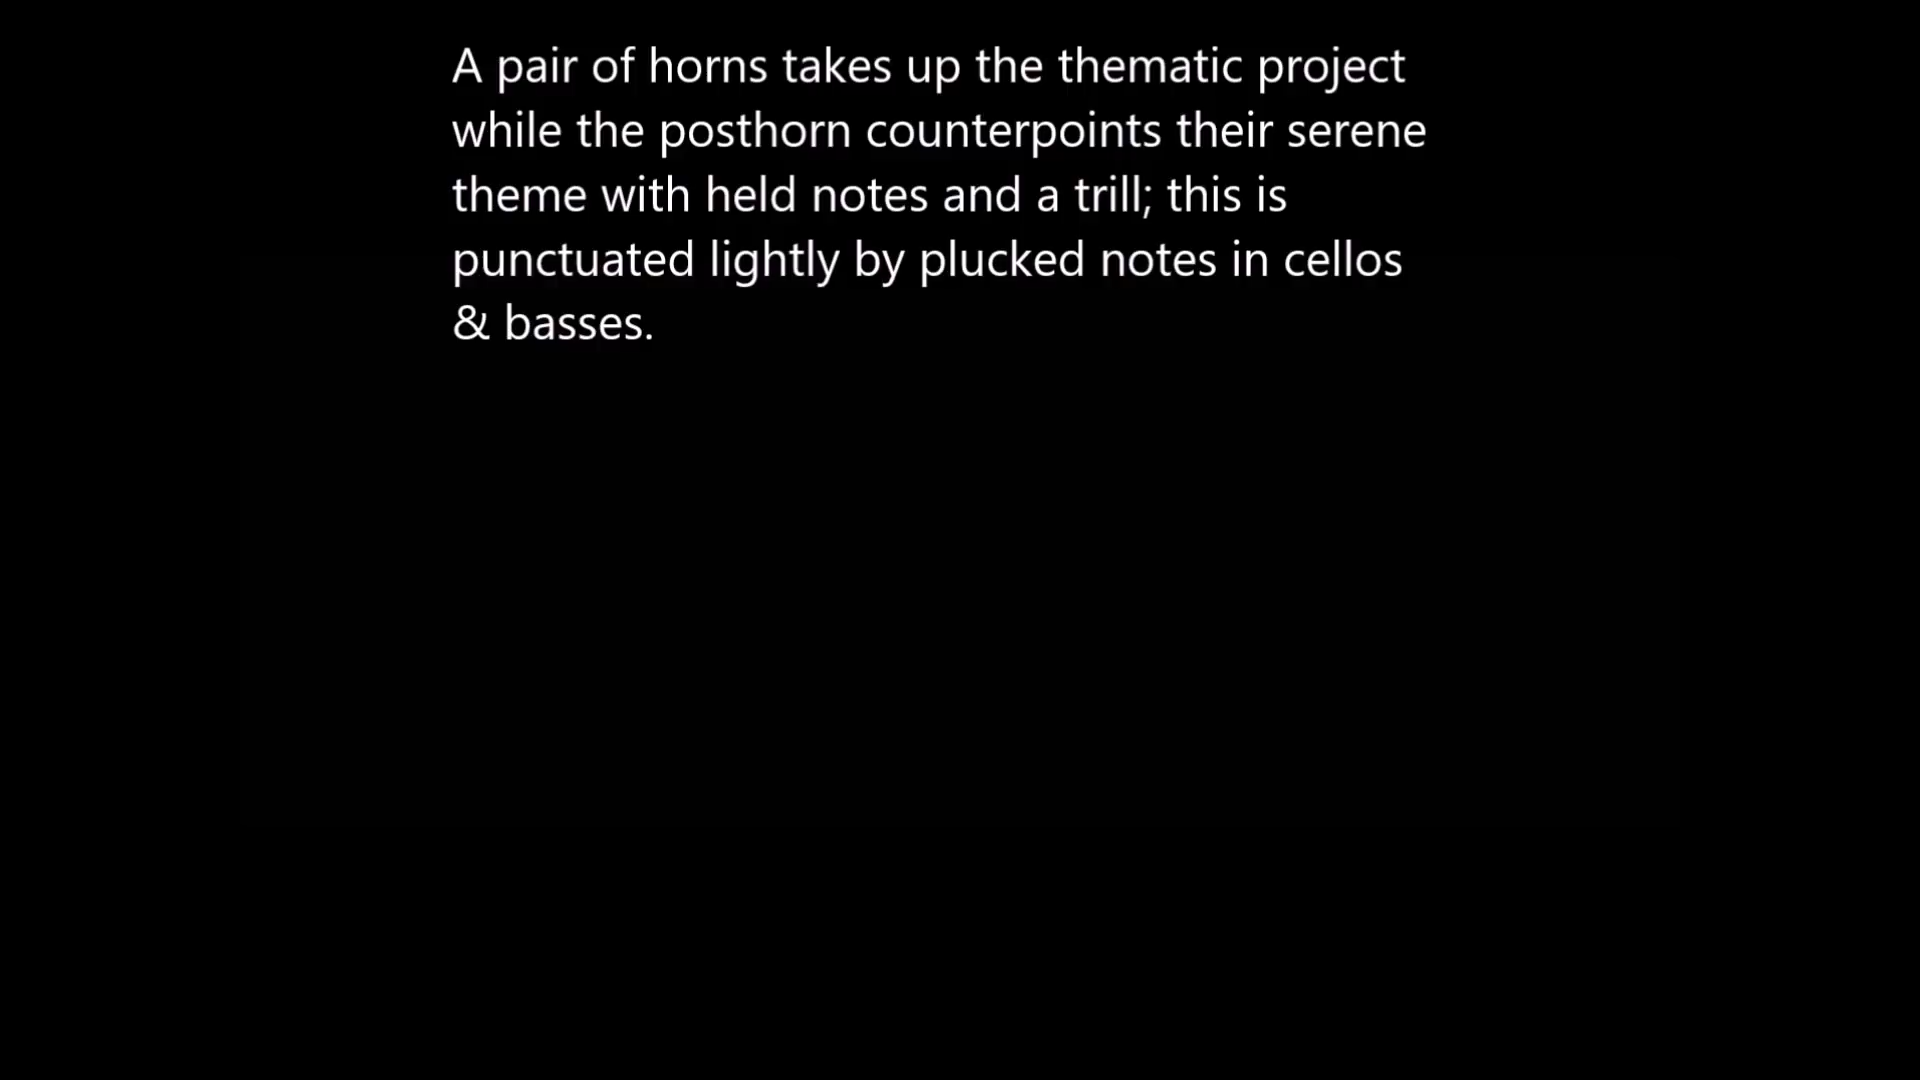 A pair of horns takes up the thematic project
while the posthorn counterpoints their serene
theme with held notes and a trill; this is
punctuated lightly by plucked notes in cellos
& basses.